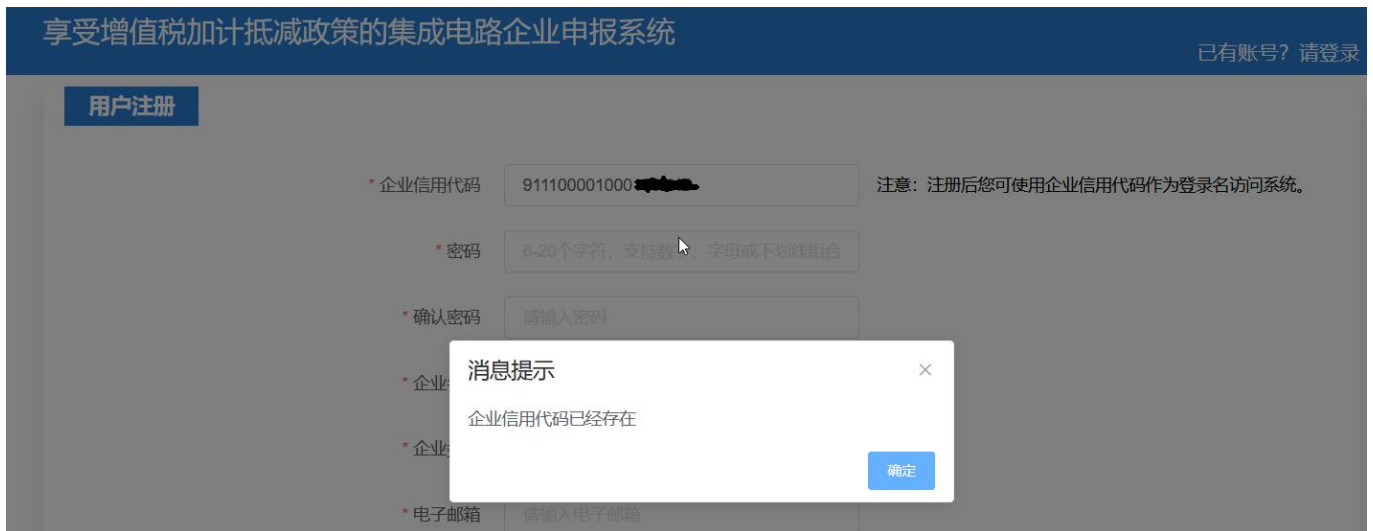 享受增值税加计抵减政策的集成电路企业申报系统
已有账号？请登录
用户注册
* 企业信用代码 911100001000 注意：注册后您可使用企业信用代码作为登录名访问系统。
* 密码 6-20个字符，支持数 、字母或下划线组合
* 确认密码 请输入密码
消息提示 ×
* 企业
企业信用代码已经存在
* 企业
确定
* 电子邮箱 请输入电子邮箱